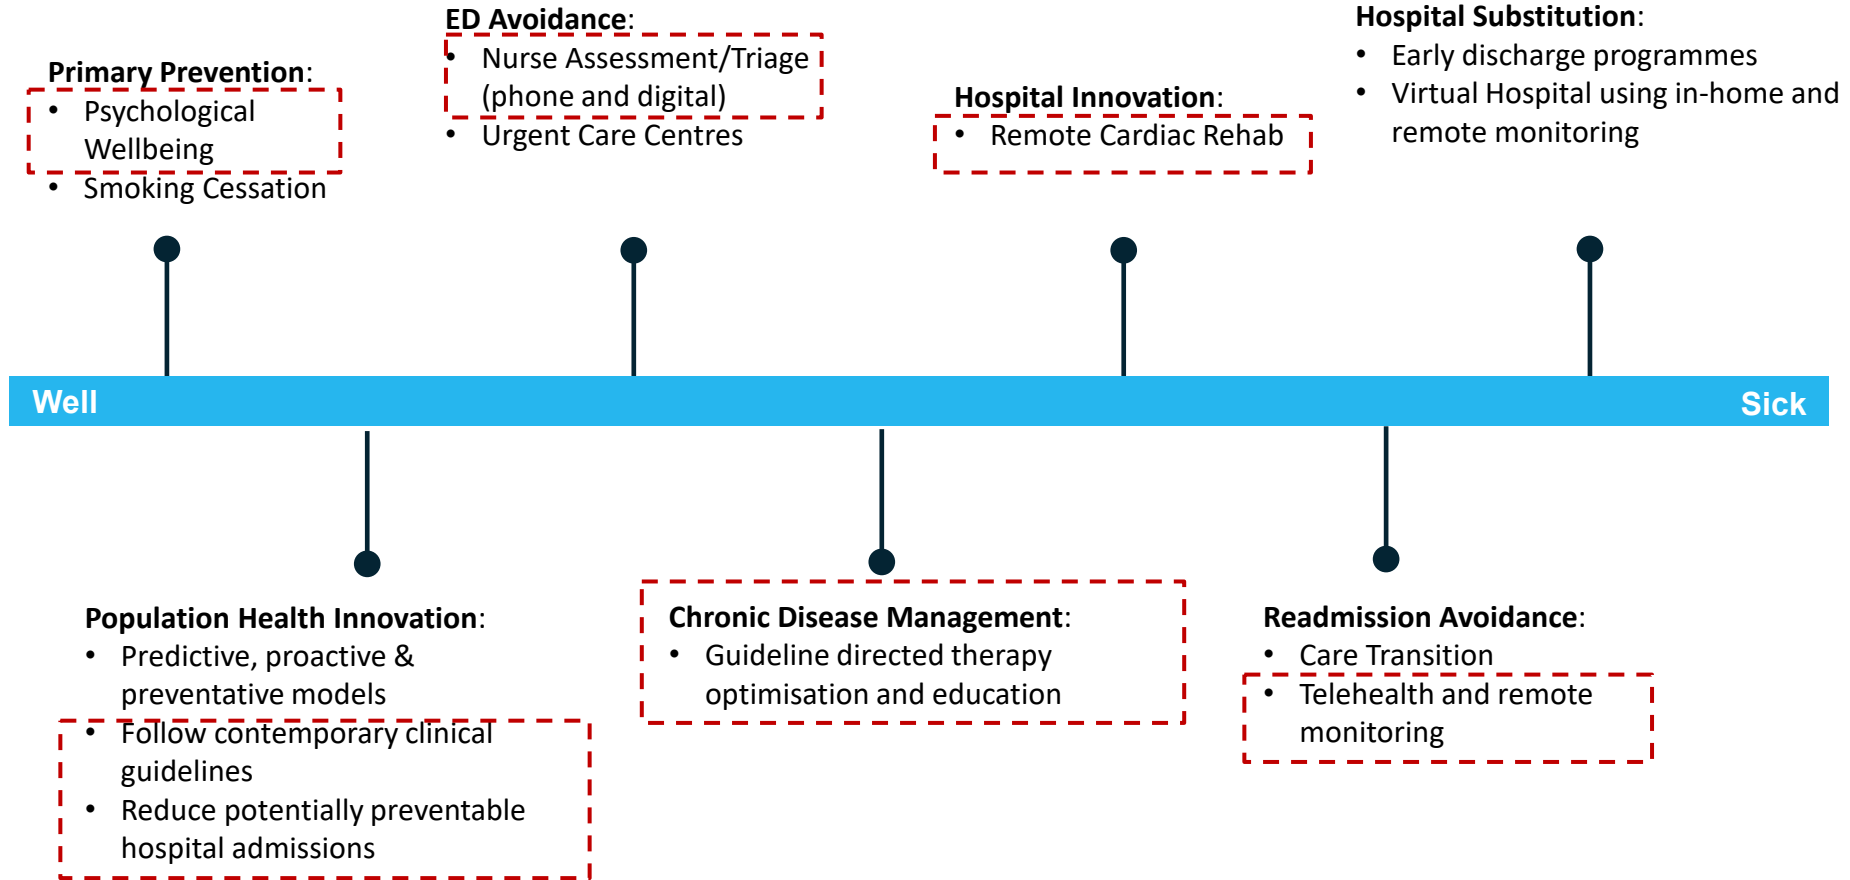 Primary Prevention:
• Psychological
Wellbeing
• Smoking Cessation
ED Avoidance:
• Nurse Assessment/Triage
(phone and digital)
• Urgent Care Centres
Hospital Innovation:
• Remote Cardiac Rehab
Hospital Substitution:
• Early discharge programmes
• Virtual Hospital using in-home and
remote monitoring
Well
Sick
Population Health Innovation:
• Predictive, proactive &
preventative models
• Follow contemporary clinical
guidelines
• Reduce potentially preventable
hospital admissions
Chronic Disease Management:
• Guideline directed therapy
optimisation and education
Readmission Avoidance:
• Care Transition
• Telehealth and remote
monitoring